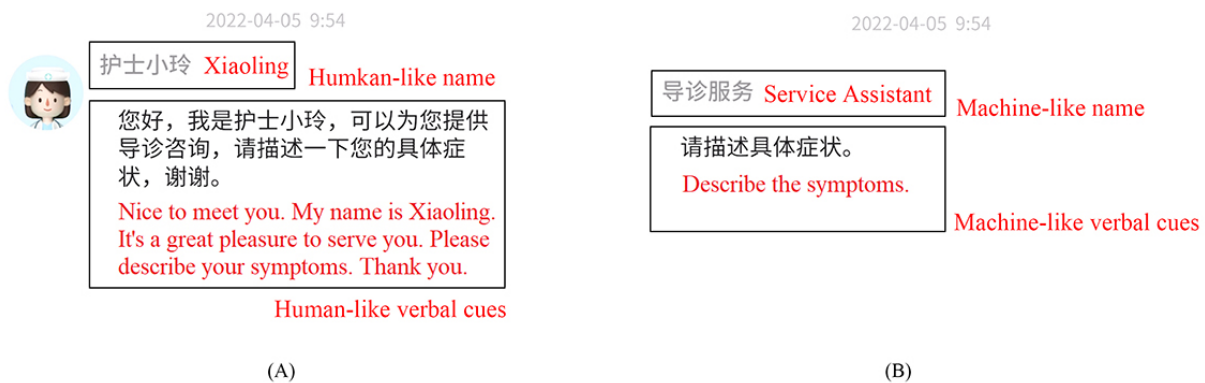 2022-04-05 9:54
护士小玲 Xiaoling
Humkan-like name
您好，我是护士小玲，可以为您提供
导诊咨询，请描述一下您的具体症
状，谢谢。
Nice to meet you. My name is Xiaoling.
It's a great pleasure to serve you. Please
describe your symptoms. Thank you.
Human-like verbal cues
(A)
2022-04-05 9:54
导诊服务 Service Assistant
Machine-like name
请描述具体症状。
Describe the symptoms.
Machine-like verbal cues
(B)